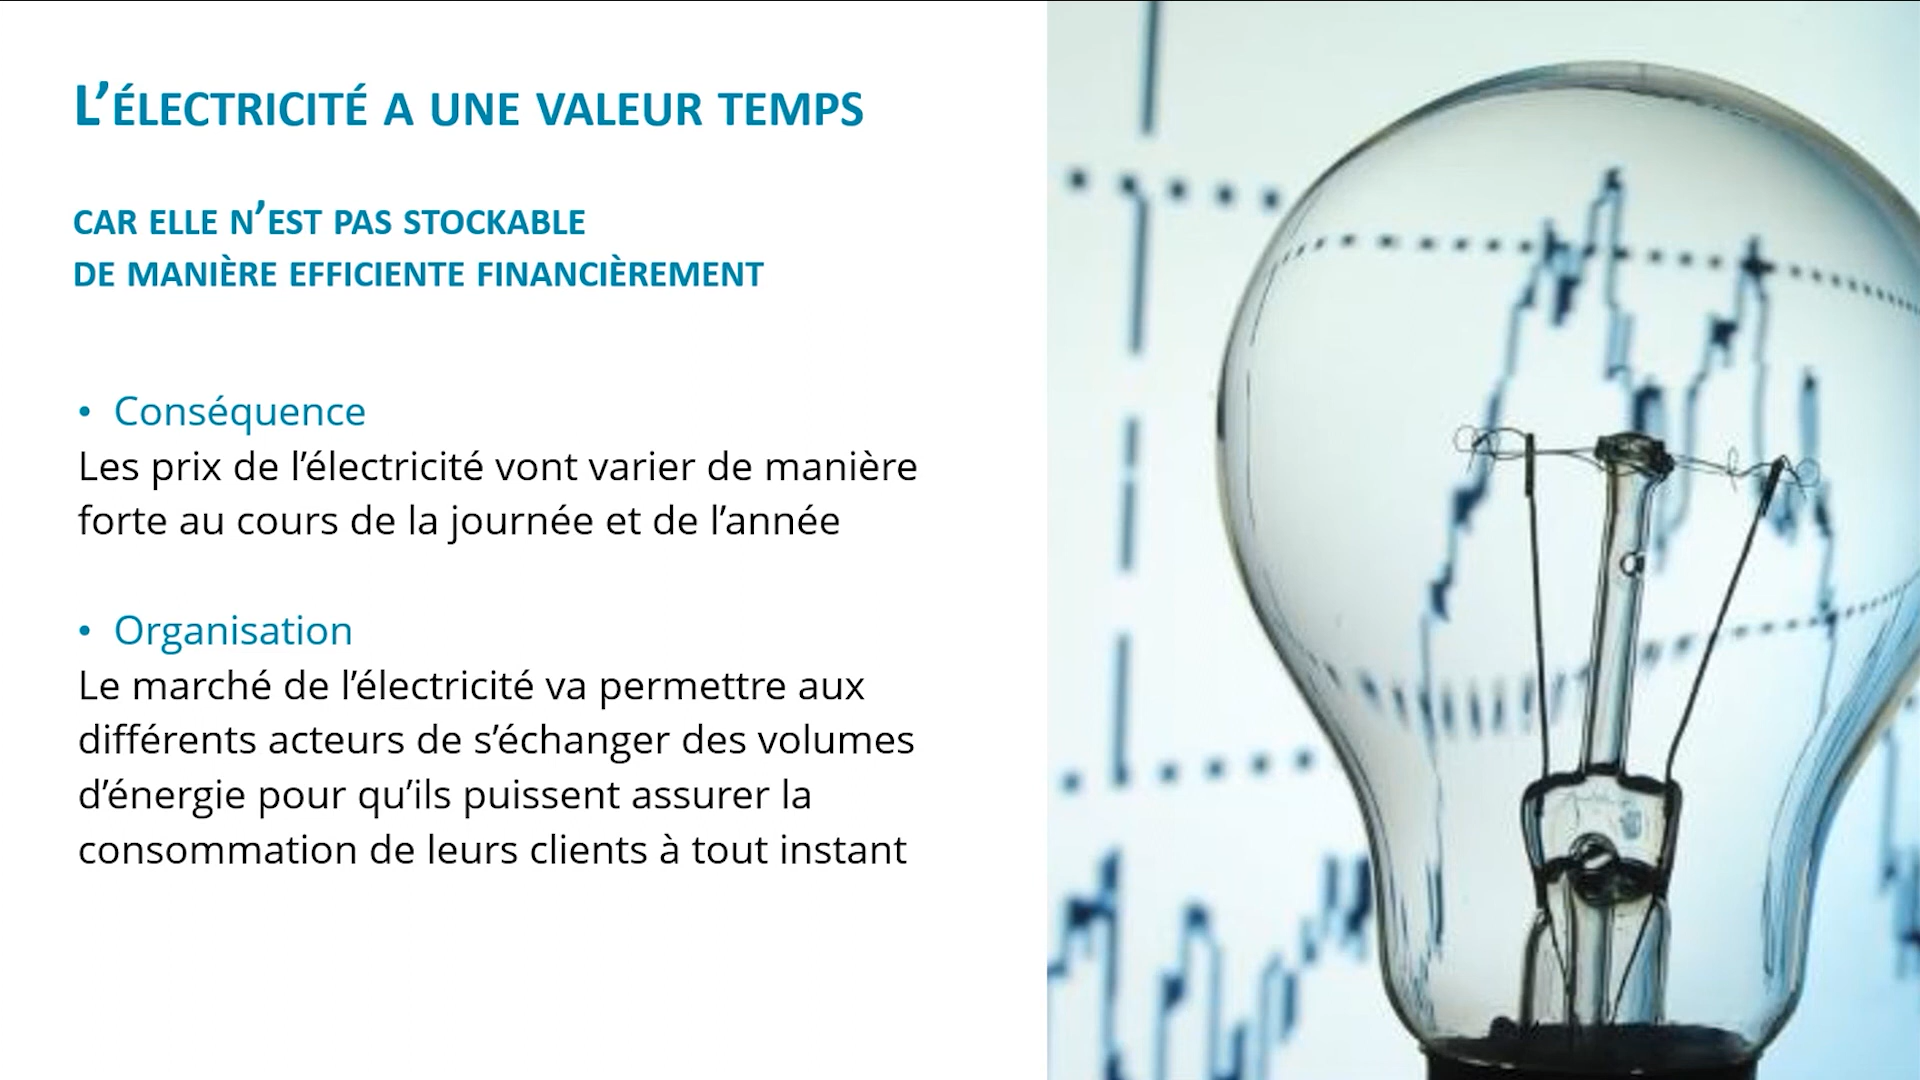 L’électricité a une valeur temps
car elle n’est pas stockable
de manière efficiente financièrement
• Conséquence
Les prix de l’électricité vont varier de manière
forte au cours de la journée et de l’année
• Organisation
Le marché de l’électricité va permettre aux
différents acteurs de s’échanger des volumes
d’énergie pour qu’ils puissent assurer la
consommation de leurs clients à tout instant